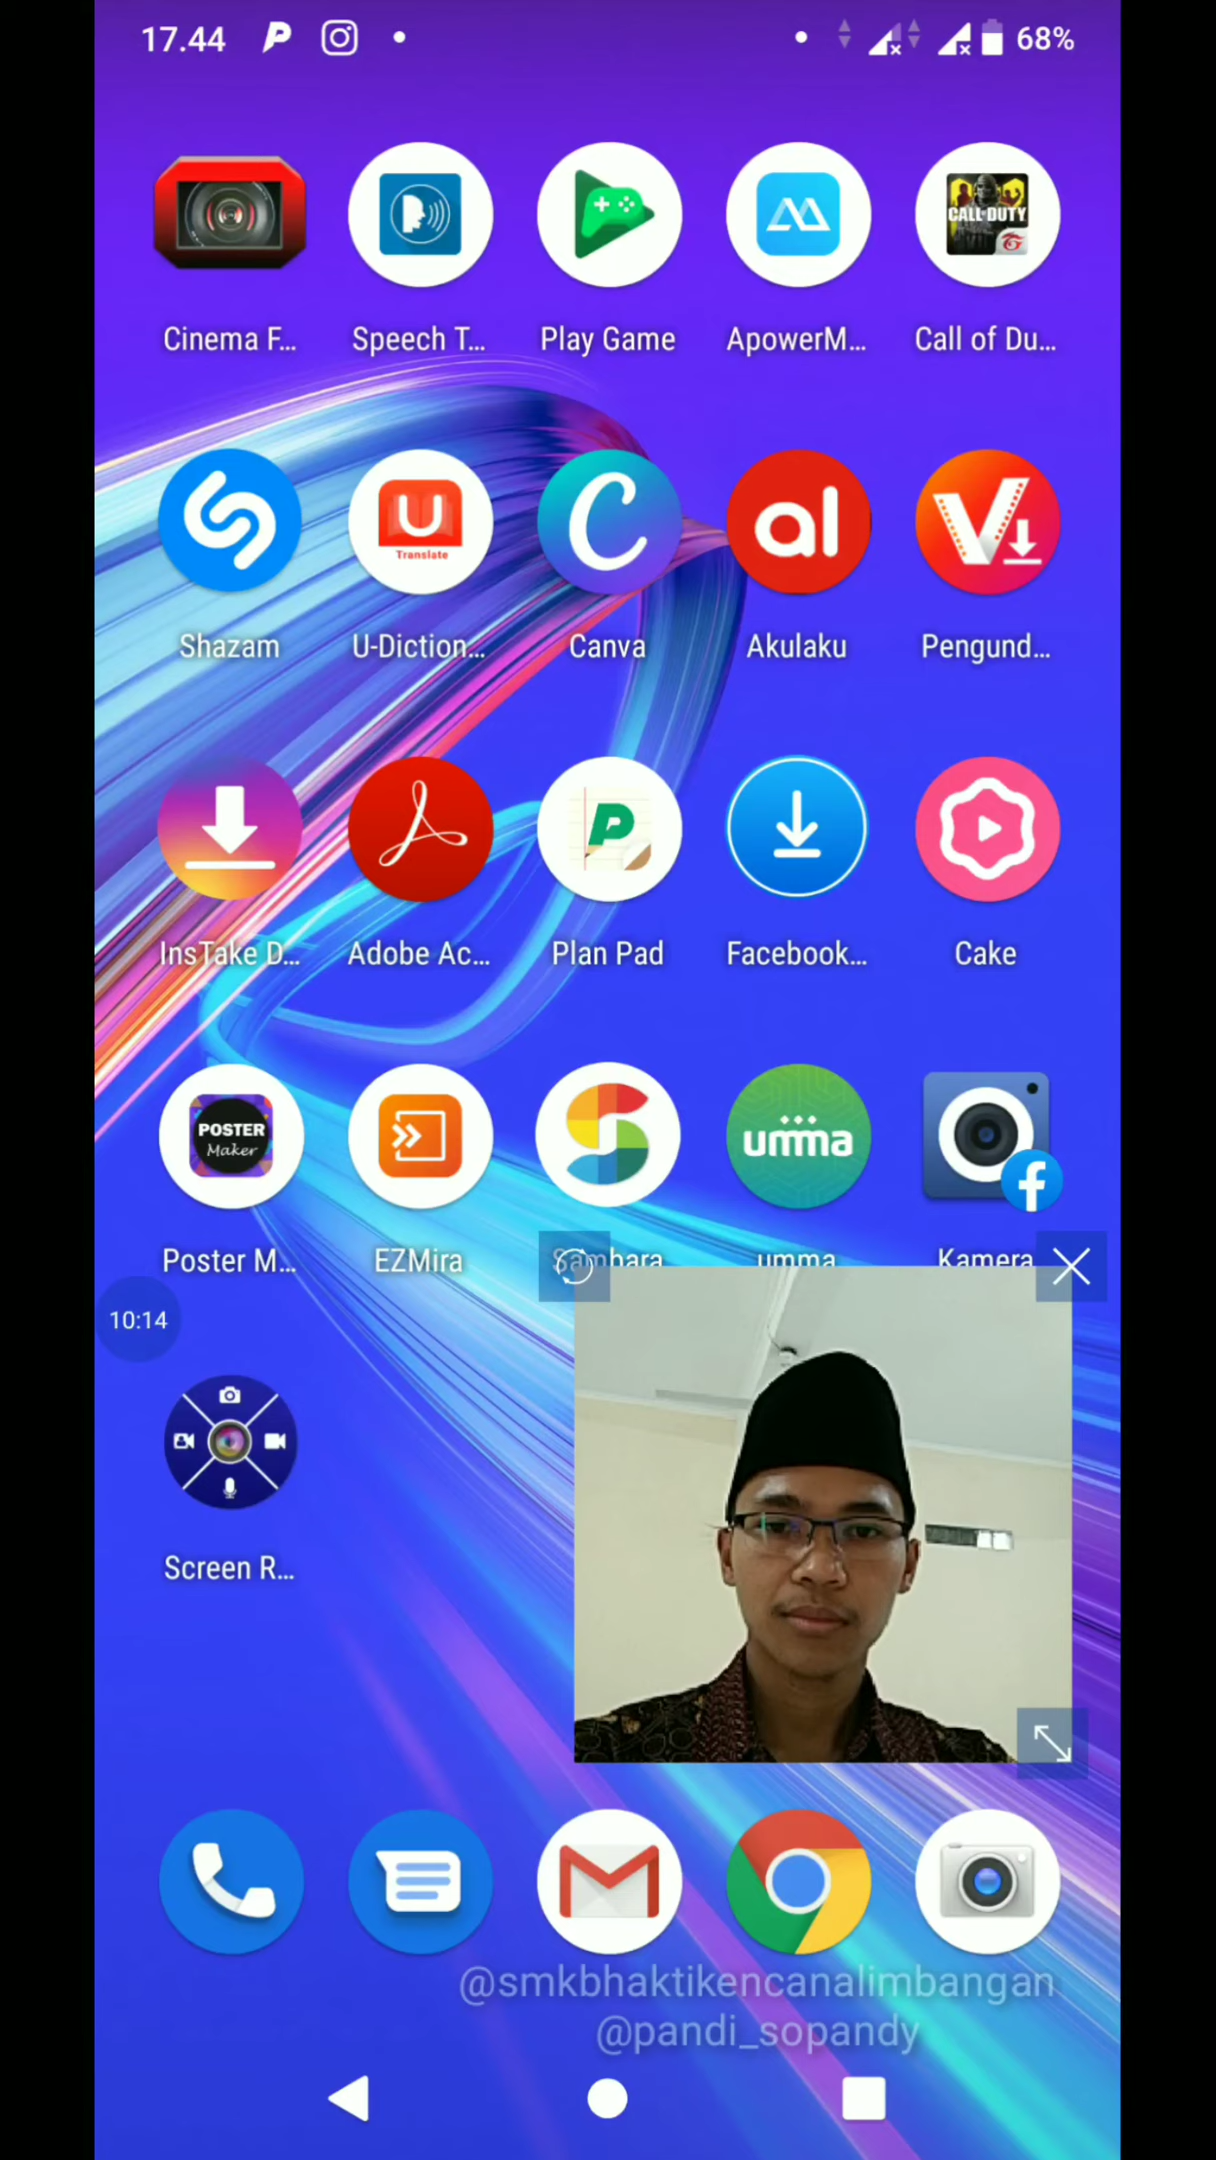 17.44
68%
CALL DUTY
Cinema F...
Speech T...
Play Game
ApowerM...
Call of Du...
U
Translate
al
Shazam
U-Diction...
Canva
Akulaku
Pengund...
InsTake D...
Adobe Ac...
Plan Pad
Facebook...
Cake
POSTER
Maker
umma
Poster M...
EZMira
Sambara
umma
Kamera
10:14
Screen R...
@smkbhaktikencanalimbangan
@pandi_sopandy